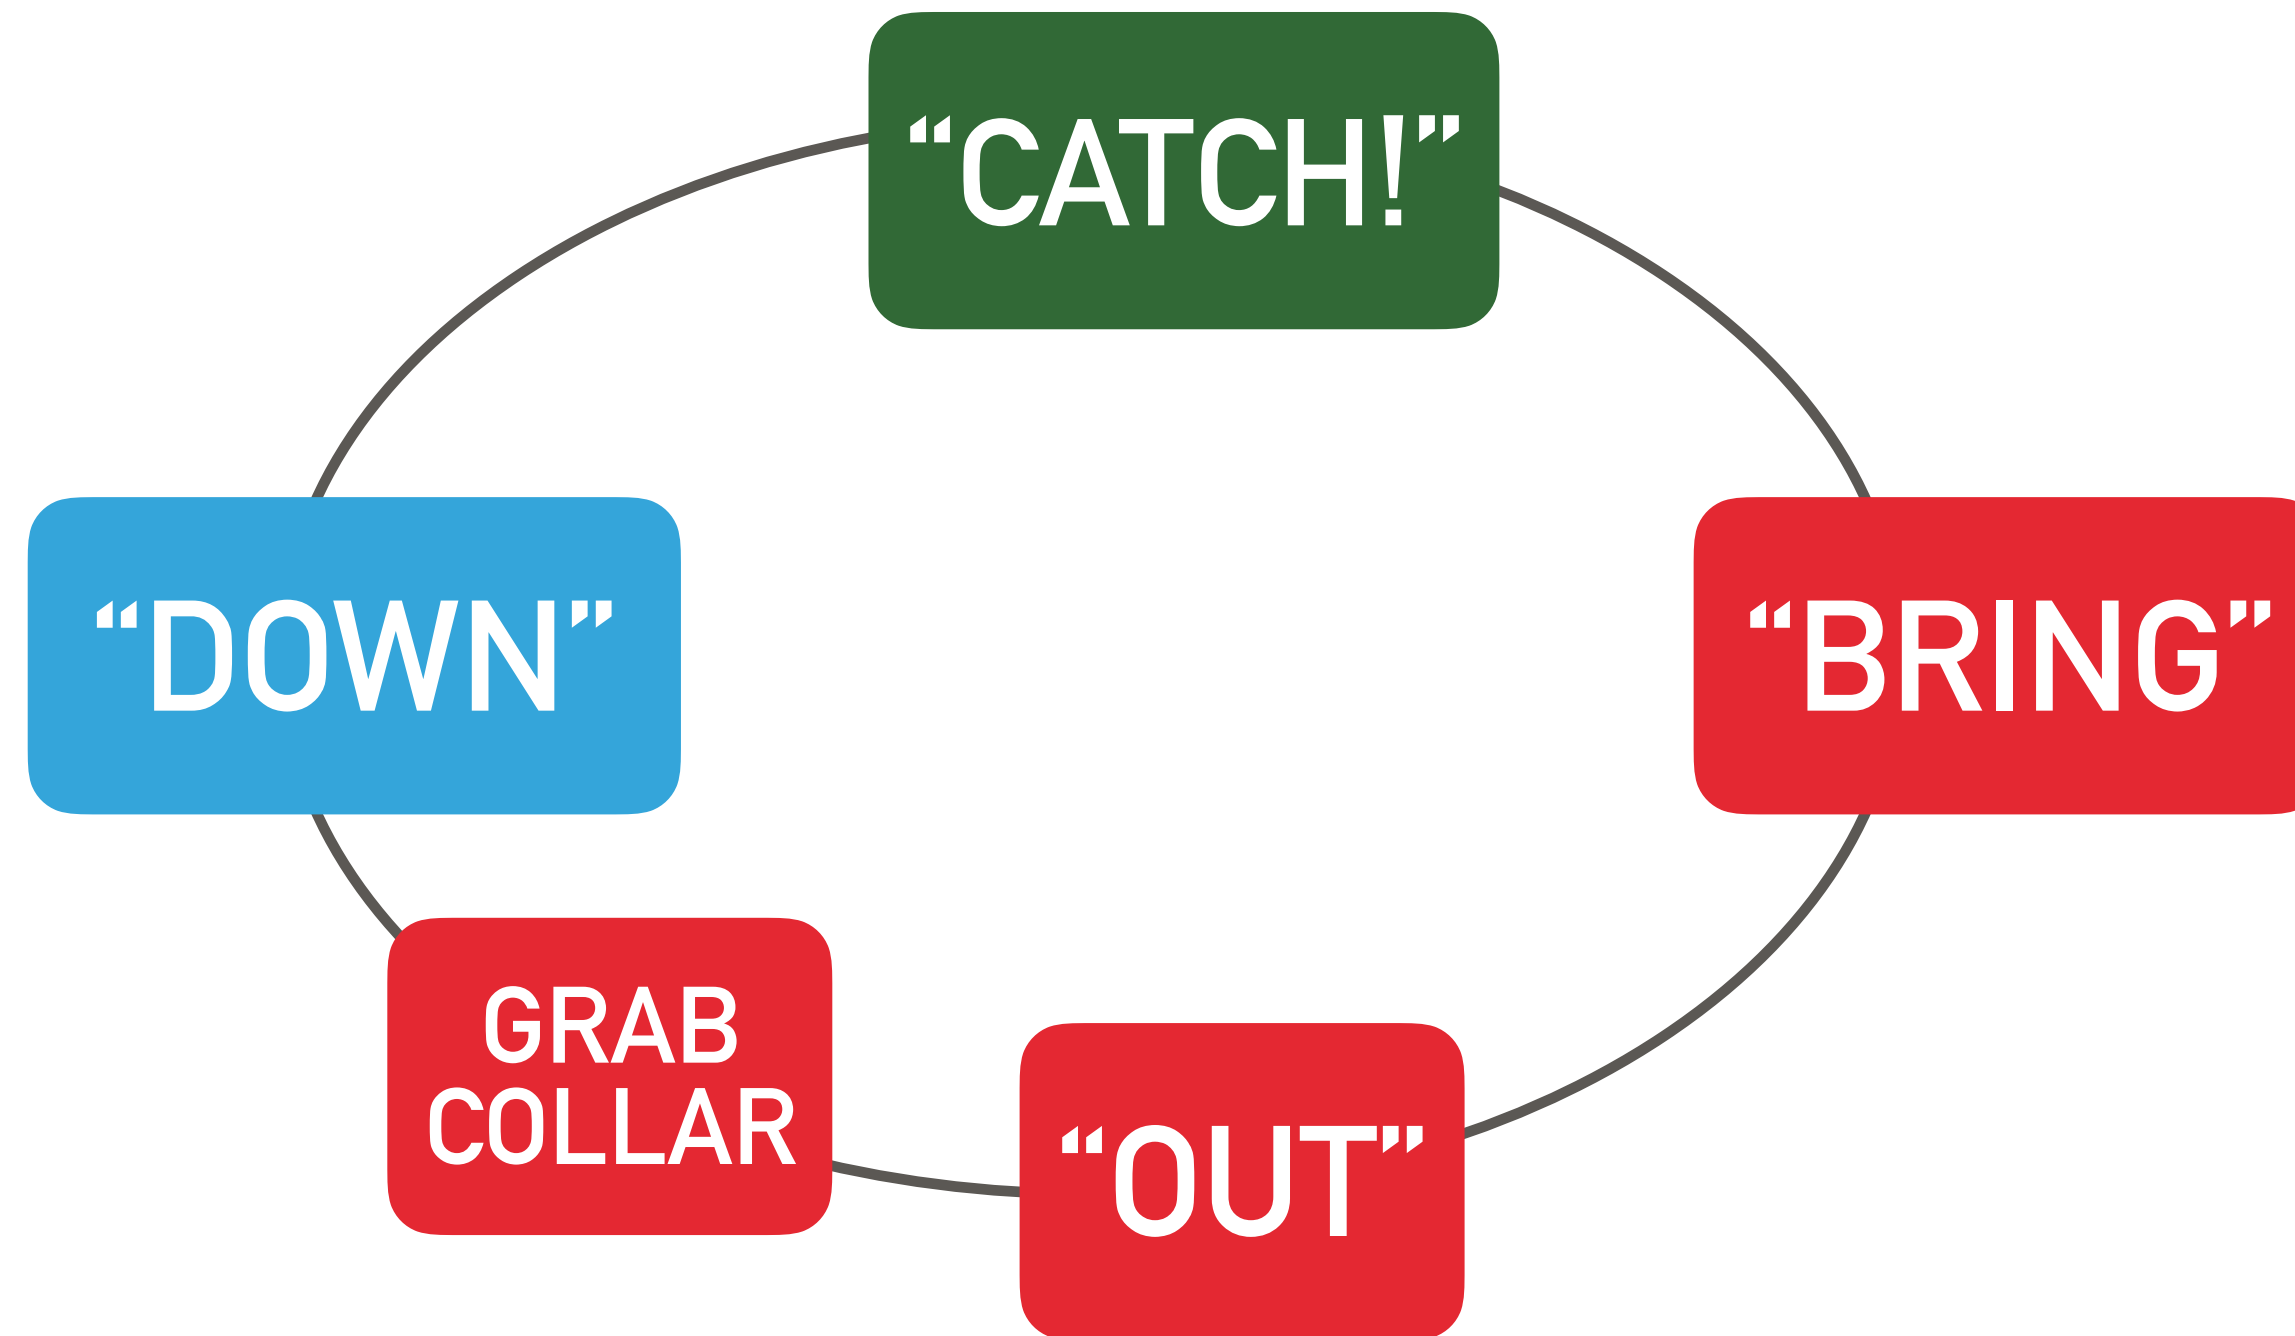 “CATCH!”
“DOWN”
“BRING”
GRAB
COLLAR
“OUT”